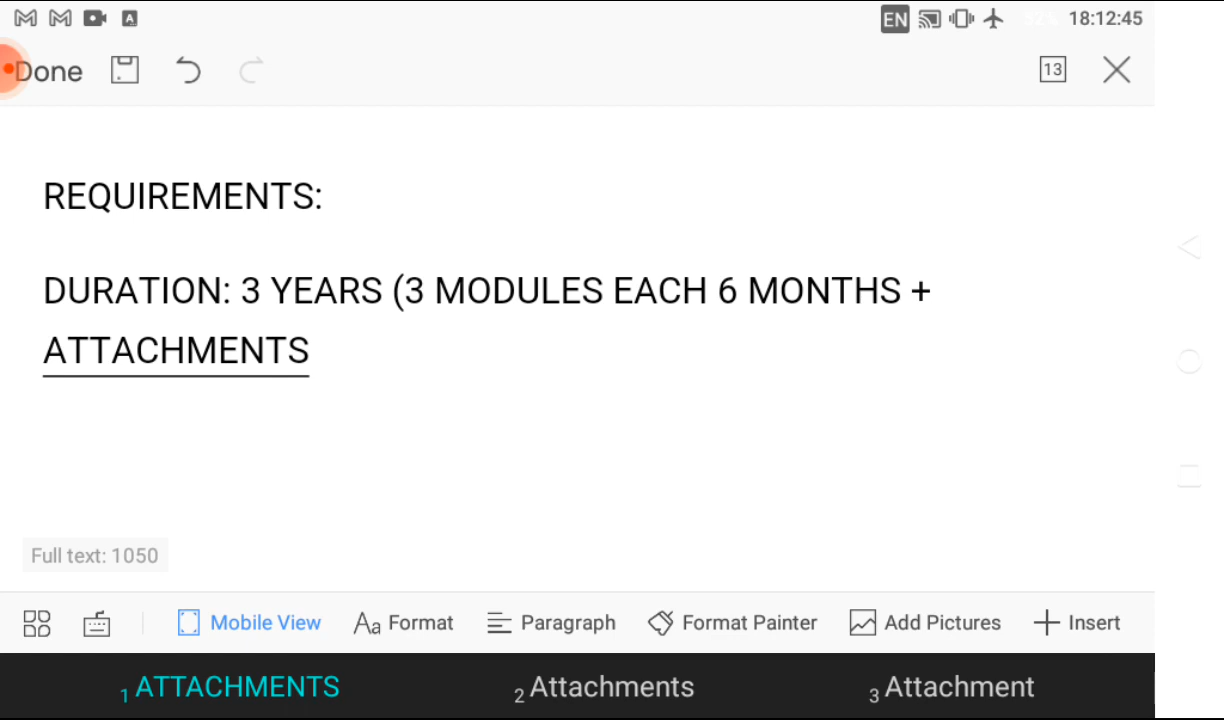 EN 18:12:45
Done 13
REQUIREMENTS:
DURATION: 3 YEARS (3 MODULES EACH 6 MONTHS +
ATTACHMENTS
Full text: 1050
Mobile View Aa Format Paragraph Format Painter Add Pictures Insert
1 ATTACHMENTS 2 Attachments 3 Attachment